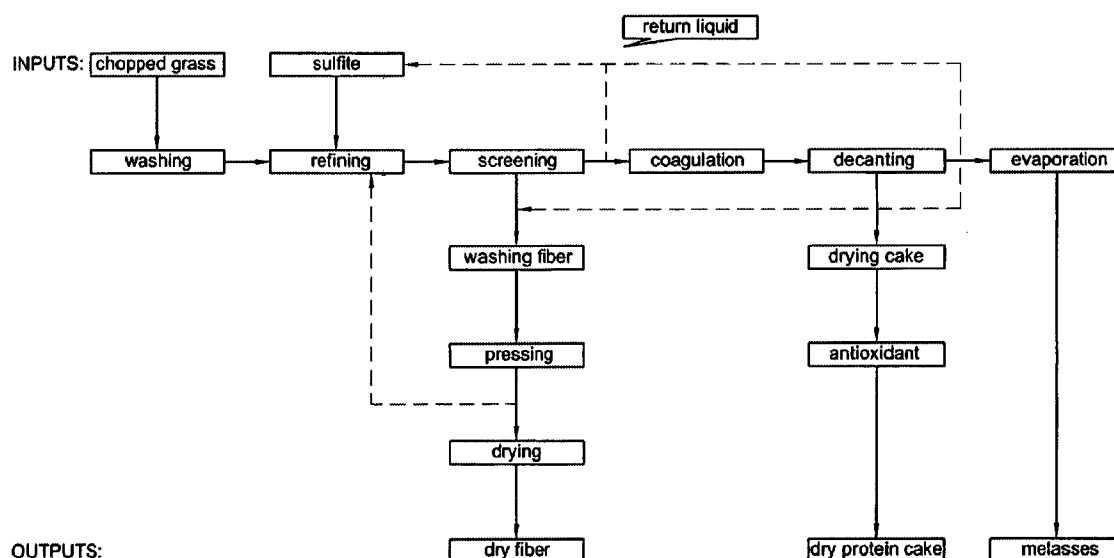 return liquid
INPUTS: chopped grass sulfite
washing refining screening coagulation decanting evaporation
washing fiber drying cake
pressing antioxidant
drying
OUTPUTS: dry fiber dry protein cake melasses